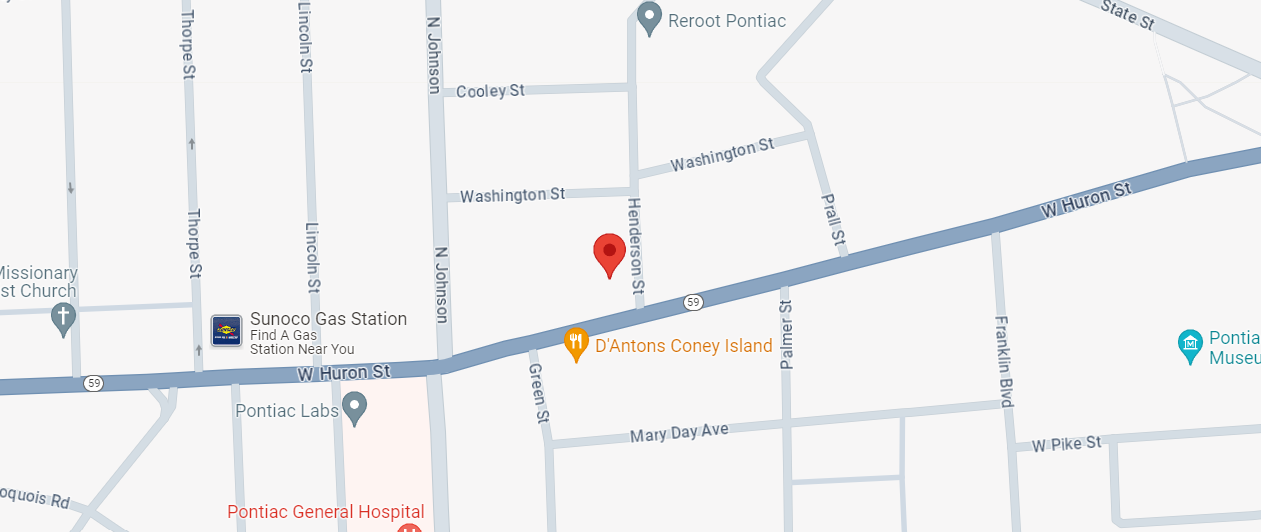 Reroot Pontiac
State St
Thorpe St
Lincoln St
N Johnson
Cooley St
Washington St
Washington St
Henderson St
Prall St
W Huron St
Thorpe St
Lincoln St
N Johnson
Missionary
st Church
Sunoco Gas Station
Find A Gas
Station Near You
59
59
D'Antons Coney Island
Palmer St
Franklin Blvd
Pontia
Museu
W Huron St
Pontiac Labs
Green St
Mary Day Ave
W Pike St
oquois Rd
Pontiac General Hospital